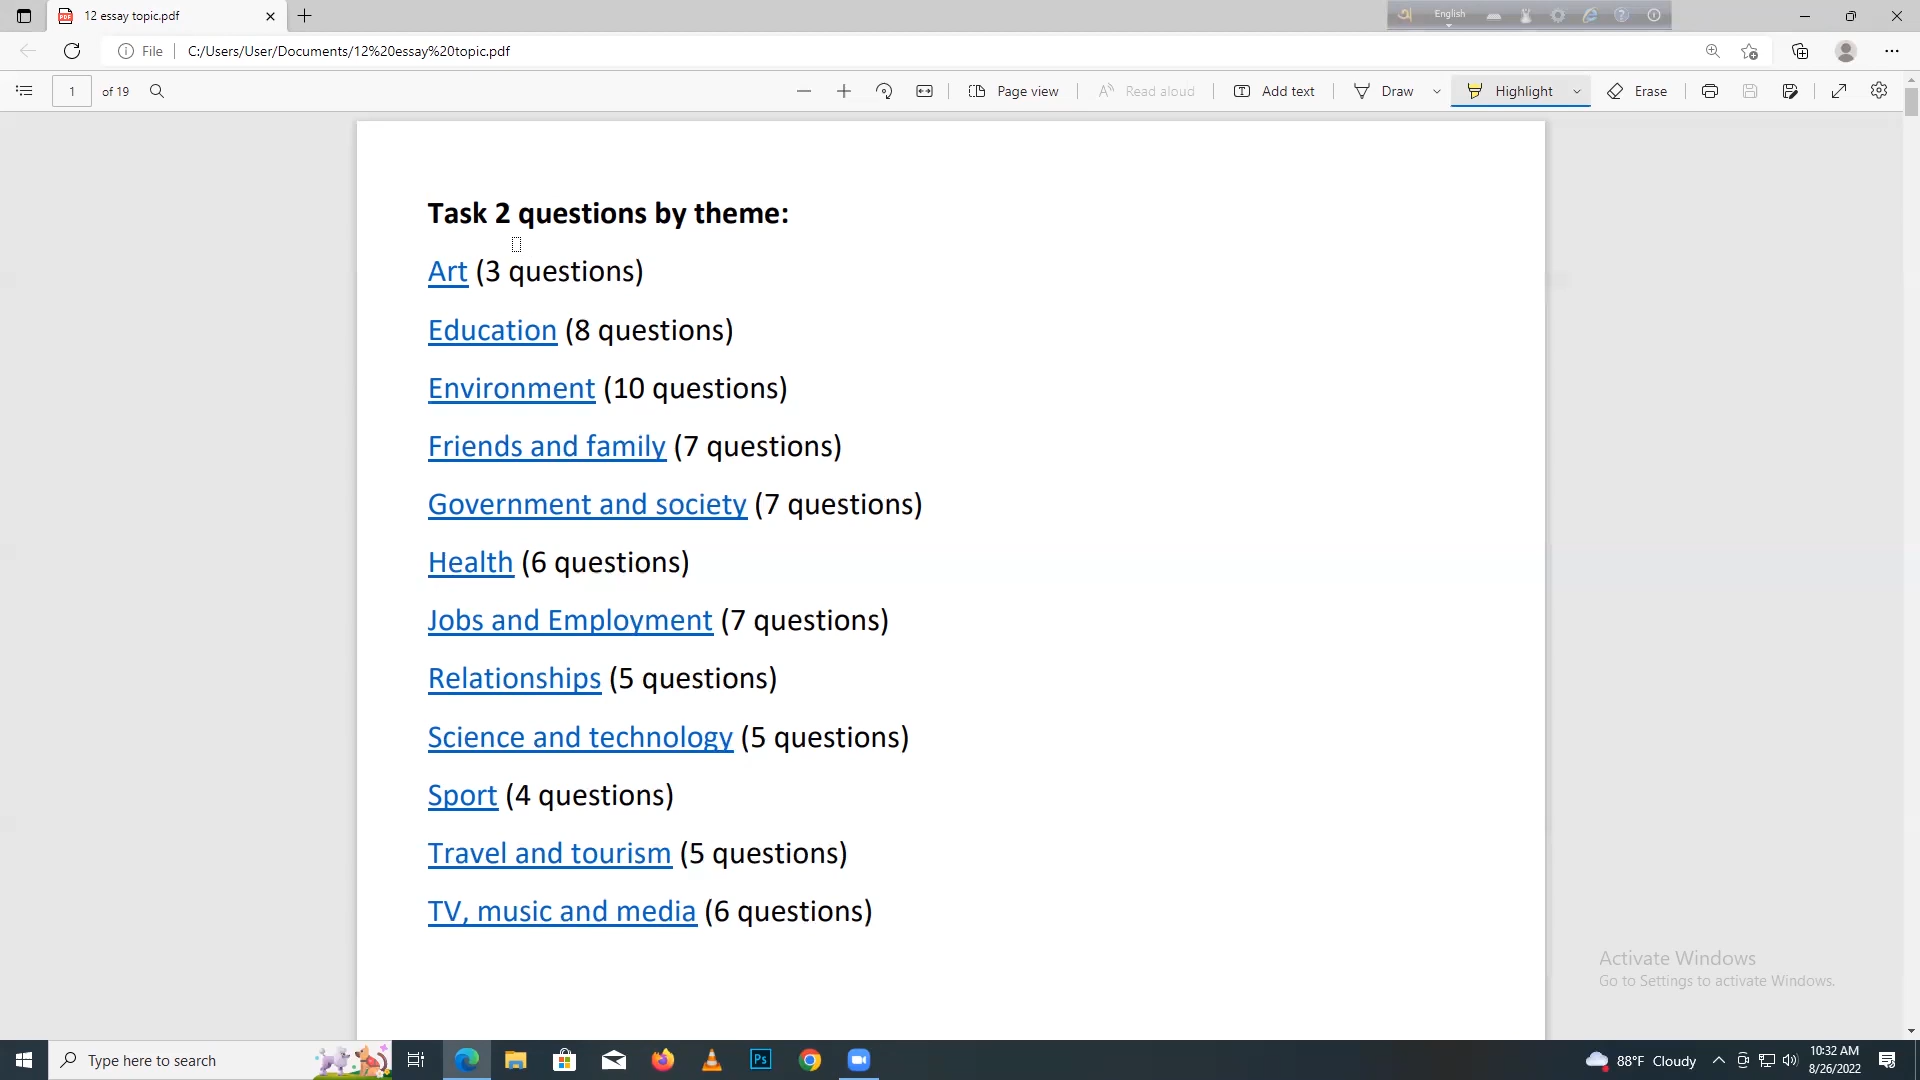 12 essay topic.pdf
English
File
C:/Users/User/Documents/12%20essay%20topic.pdf
1 of 19
Page view
Read aloud
Add text
Draw
Highlight
Erase
Task 2 questions by theme:
Art (3 questions)
Education (8 questions)
Environment (10 questions)
Friends and family (7 questions)
Government and society (7 questions)
Health (6 questions)
Jobs and Employment (7 questions)
Relationships (5 questions)
Science and technology (5 questions)
Sport (4 questions)
Travel and tourism (5 questions)
TV, music and media (6 questions)
Activate Windows
Go to Settings to activate Windows.
Type here to search
Ps
88°F Cloudy
10:32 AM
8/26/2022